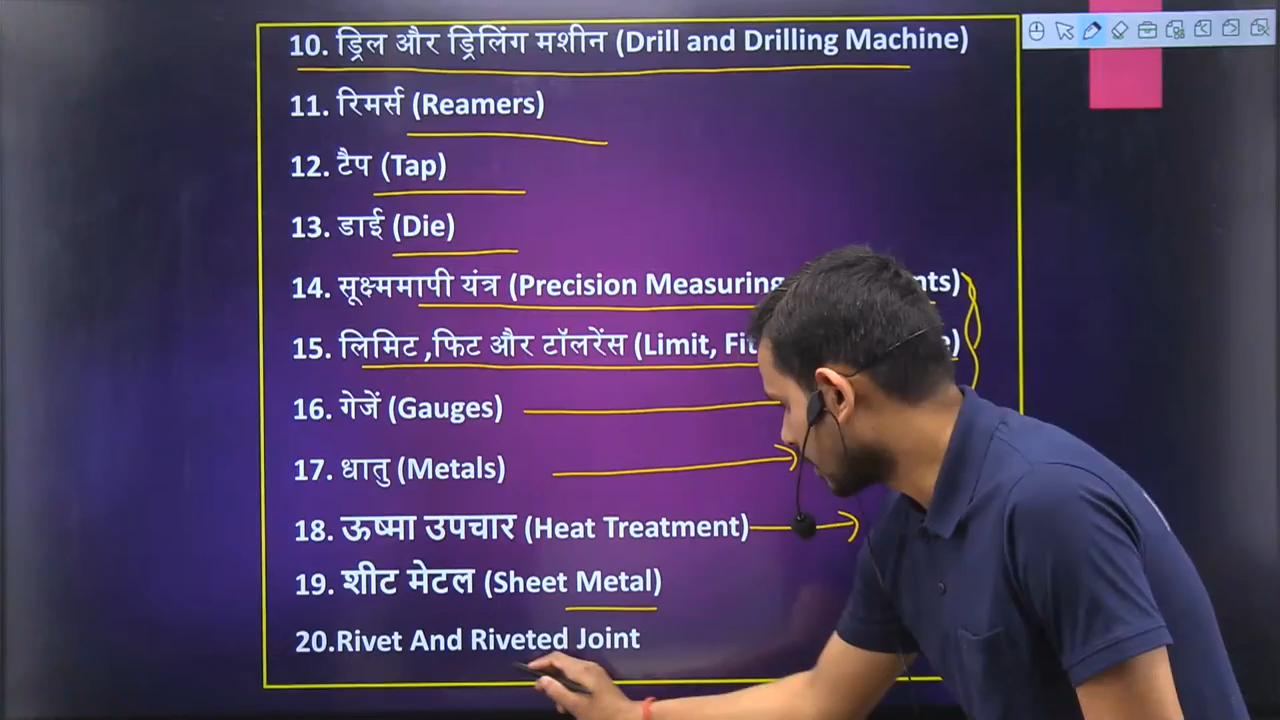 10. ड्रिल और ड्रिलिंग मशीन (Drill and Drilling Machine)
11. रिमर्स (Reamers)
12. टैप (Tap)
13. डाई (Die)
14. सूक्ष्ममापी यंत्र (Precision Measuring
15. लिमिट ,फिट और टॉलरेंस (Limit,
16. गेजें (Gauges)
17. धातु (Metals)
18. ऊष्मा उपचार (Heat Treatment)
19. शीट मेटल (Sheet Metal)
20.Rivet And Riveted Joint